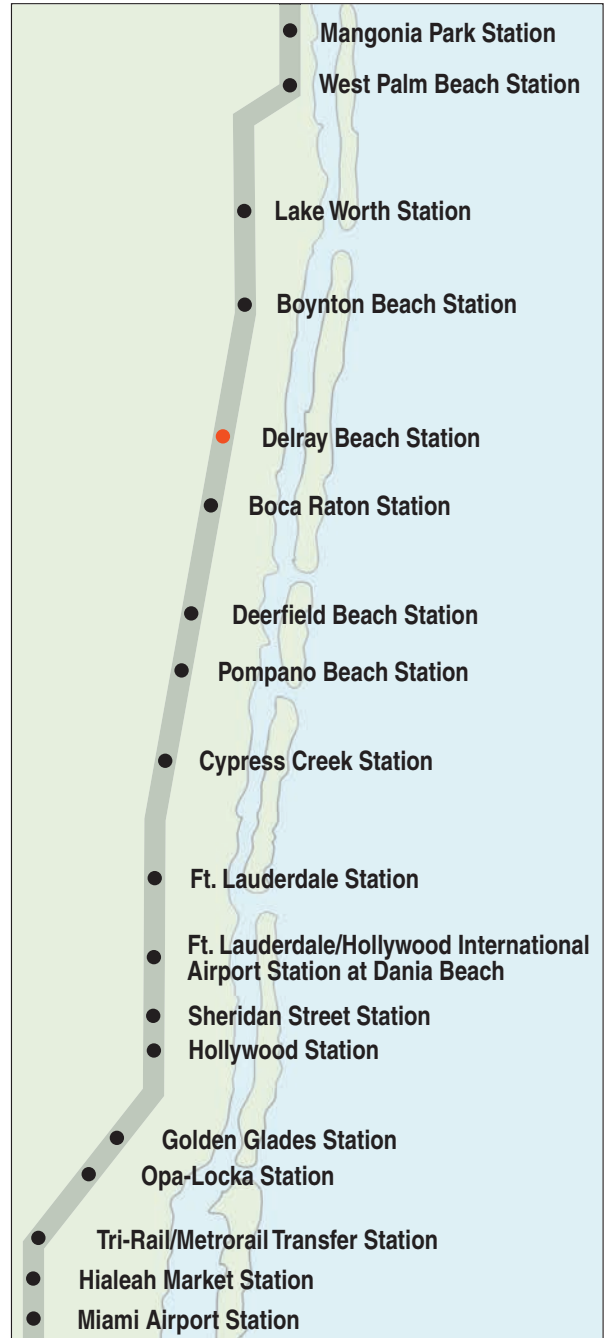 Mangonia Park Station
West Palm Beach Station
Lake Worth Station
Boynton Beach Station
Delray Beach Station
Boca Raton Station
Deerfield Beach Station
Pompano Beach Station
Cypress Creek Station
Ft. Lauderdale Station
Ft. Lauderdale/Hollywood International
Airport Station at Dania Beach
Sheridan Street Station
Hollywood Station
Golden Glades Station
Opa-Locka Station
Tri-Rail/Metrorail Transfer Station
Hialeah Market Station
Miami Airport Station